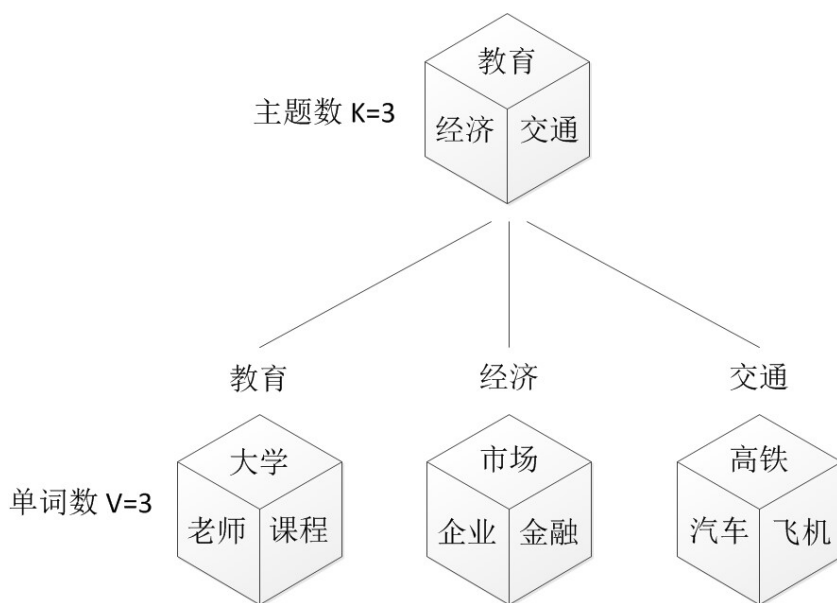 教育
主题数 K=3
经济 交通
教育 经济 交通
大学 市场 高铁
单词数 V=3
老师 课程 企业 金融 汽车 飞机